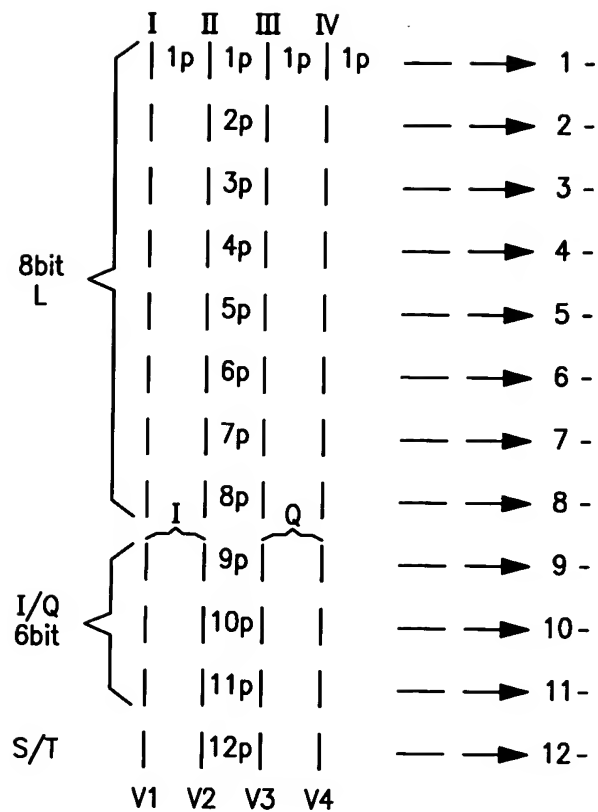 I II III IV
1p 1p 1p 1p 1 -
2p 2 -
3p 3 -
4p 4 -
8bit
L
5p 5 -
6p 6 -
7p 7 -
8p 8 -
I Q
9p 9 -
I/Q
6bit
10p 10 -
11p 11 -
S/T 12p 12 -
V1 V2 V3 V4